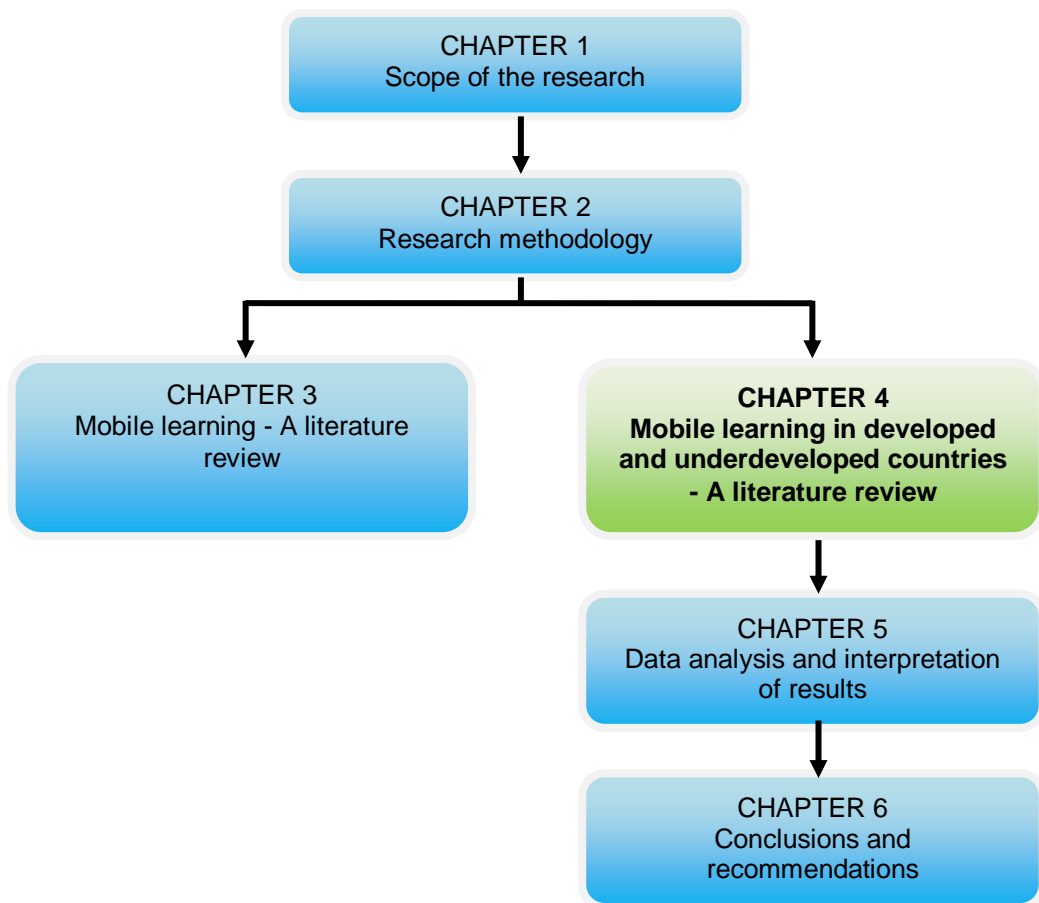 CHAPTER 1
Scope of the research
CHAPTER 2
Research methodology
CHAPTER 3
Mobile learning - A literature
review
CHAPTER 4
Mobile learning in developed
and underdeveloped countries
- A literature review
CHAPTER 5
Data analysis and interpretation
of results
CHAPTER 6
Conclusions and
recommendations